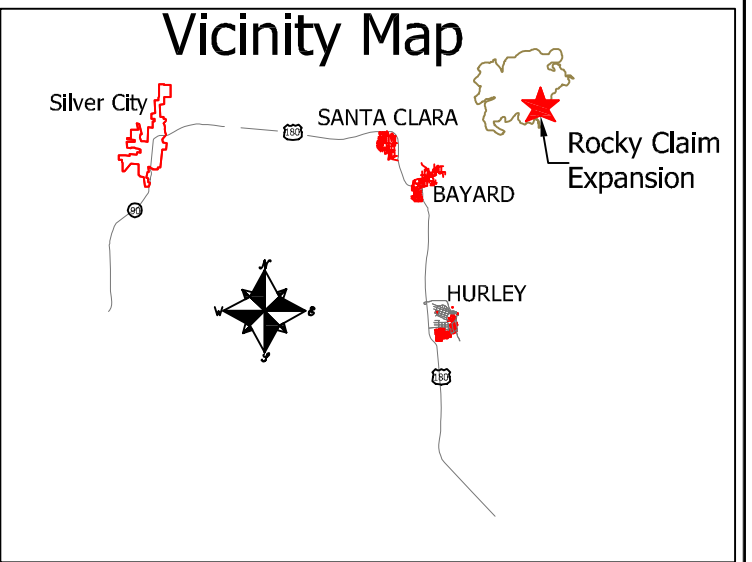 Vicinity Map
Silver City
SANTA CLARA
180
Rocky Claim
Expansion
BAYARD
90
N
W
E
S
HURLEY
180